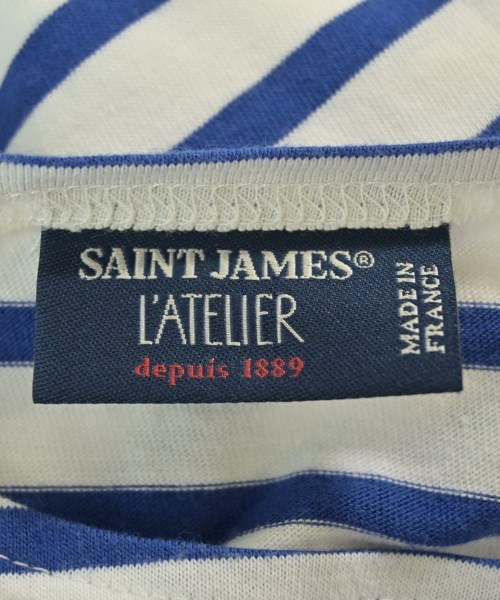 SAINT JAMES®
L'ATELIER
depuis 1889
MADE IN
FRANCE